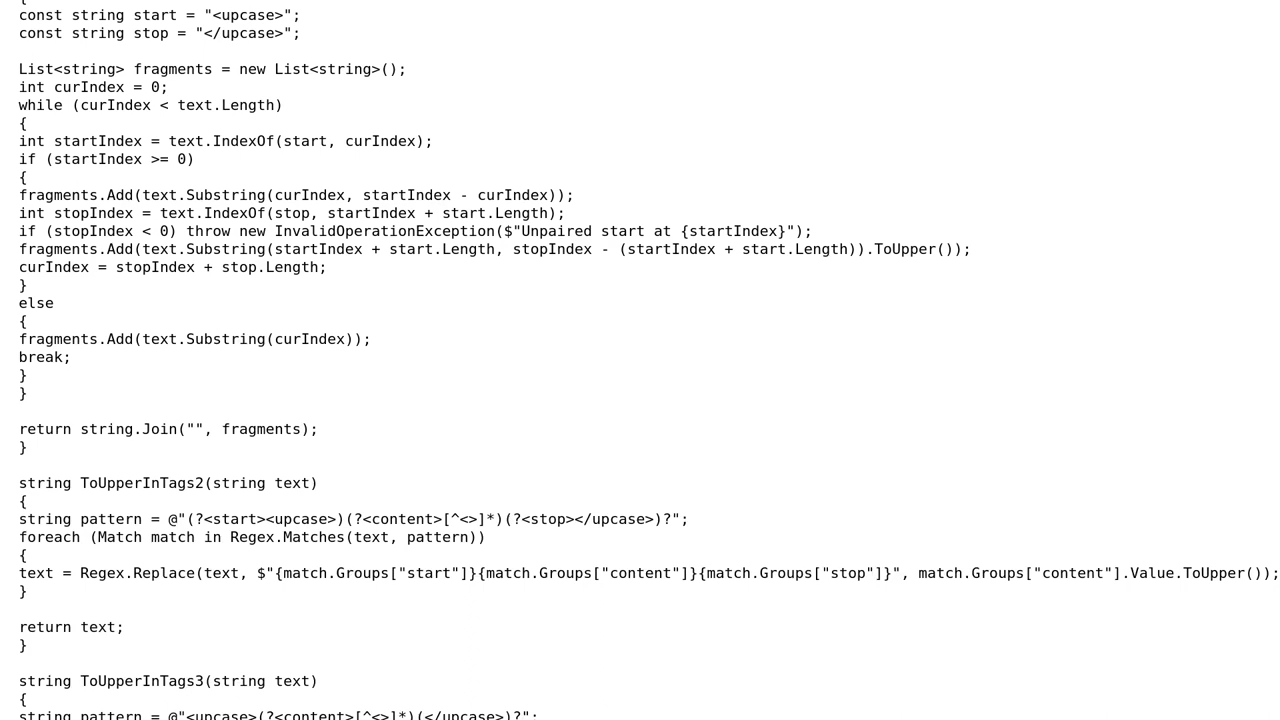 {
const string start = "<upcase>";
const string stop = "</upcase>";

List<string> fragments = new List<string>();
int curIndex = 0;
while (curIndex < text.Length)
{
int startIndex = text.IndexOf(start, curIndex);
if (startIndex >= 0)
{
fragments.Add(text.Substring(curIndex, startIndex - curIndex));
int stopIndex = text.IndexOf(stop, startIndex + start.Length);
if (stopIndex < 0) throw new InvalidOperationException($"Unpaired start at {startIndex}");
fragments.Add(text.Substring(startIndex + start.Length, stopIndex - (startIndex + start.Length)).ToUpper());
curIndex = stopIndex + stop.Length;
}
else
{
fragments.Add(text.Substring(curIndex));
break;
}
}

return string.Join("", fragments);
}

string ToUpperInTags2(string text)
{
string pattern = @"(?<start><upcase>)(?<content>[^<>]*)(?<stop></upcase>)?";
foreach (Match match in Regex.Matches(text, pattern))
{
text = Regex.Replace(text, $"{match.Groups["start"]}{match.Groups["content"]}{match.Groups["stop"]}", match.Groups["content"].Value.ToUpper());
}

return text;
}

string ToUpperInTags3(string text)
{
string pattern = @"<upcase>(?<content>[^<>]*)(</upcase>)?";